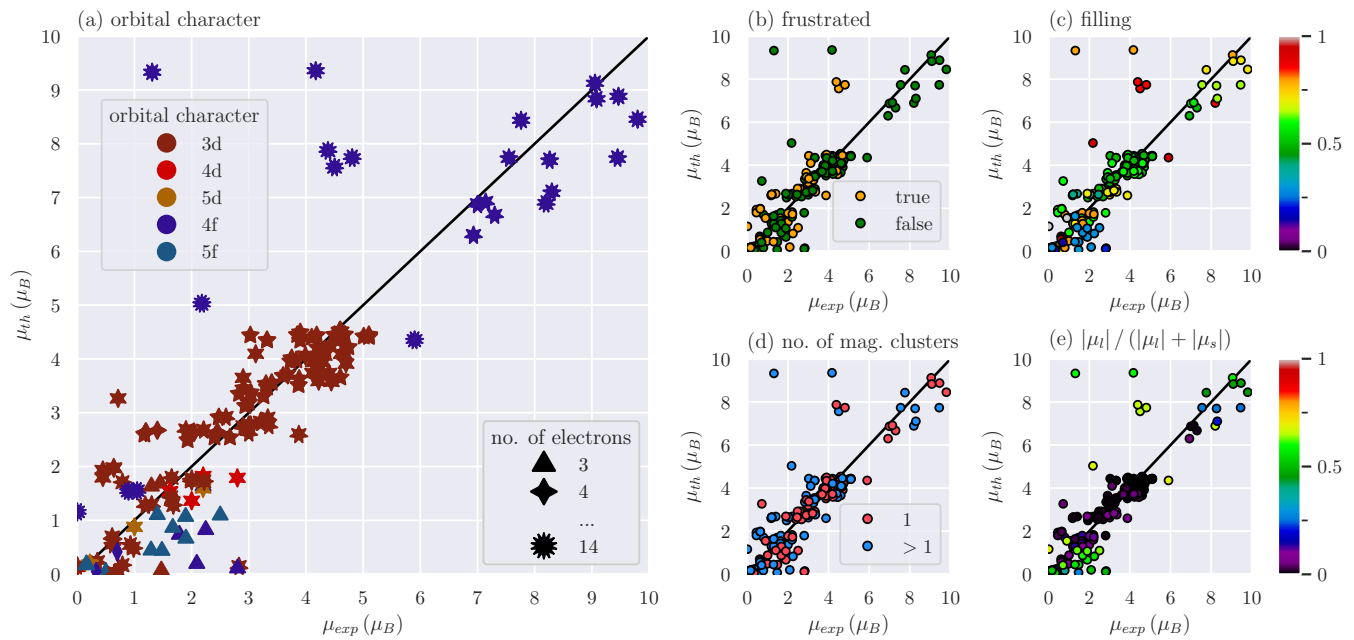 (a) orbital character
10
9
8
7
6
5
4
3
2
1
0
μth (μB)
orbital character
3d
4d
5d
4f
5f
no. of electrons
3
4
...
14
0 1 2 3 4 5 6 7 8 9 10
μexp (μB)
(b) frustrated
10
8
6
4
2
0
μth (μB)
true
false
0 2 4 6 8 10
μexp (μB)
(c) filling
10
8
6
4
2
0
0 2 4 6 8 10
μexp (μB)
1
0.5
0
(d) no. of mag. clusters
10
8
6
4
2
0
μth (μB)
1
> 1
0 2 4 6 8 10
μexp (μB)
(e) |μl| / (|μl| + |μs|)
10
8
6
4
2
0
0 2 4 6 8 10
μexp (μB)
1
0.5
0